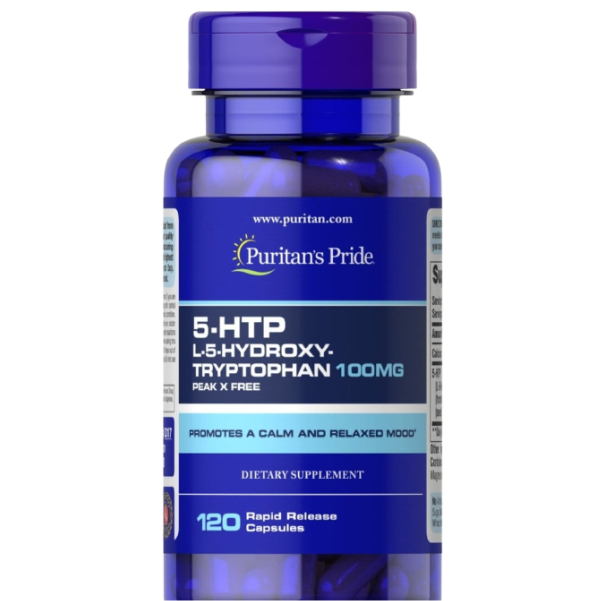 www.puritan.com
Puritan's Pride
5-HTP
L-5-HYDROXY-
TRYPTOPHAN 100MG
PEAK X FREE
PROMOTES A CALM AND RELAXED MOOD*
DIETARY SUPPLEMENT
120 Rapid Release
Capsules